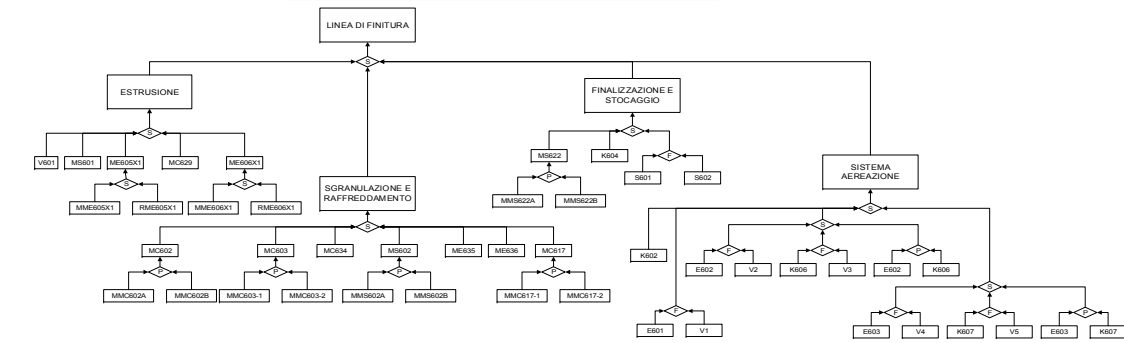 LINEA DI FINITURA
S
ESTRUSIONE
FINALIZZAZIONE E
STOCAGGIO
S
S
V601
MS601
ME605X1
MC629
ME606X1
MS622
K604
F
SISTEMA
AEREAZIONE
S
S
SGRANULAZIONE E
RAFFREDDAMENTO
P
S601
S602
MME605X1
RME605X1
MME606X1
RME606X1
MMS622A
MMS622B
S
S
S
MC602
MC603
MC634
MS602
ME635
ME636
MC617
K602
F
F
P
P
P
P
P
E602
V2
K606
V3
E602
K606
MMC602A
MMC602B
MMC603-1
MMC603-2
MMS602A
MMS602B
MMC617-1
MMC617-2
S
F
F
F
P
E601
V1
E603
V4
K607
V5
E603
K607